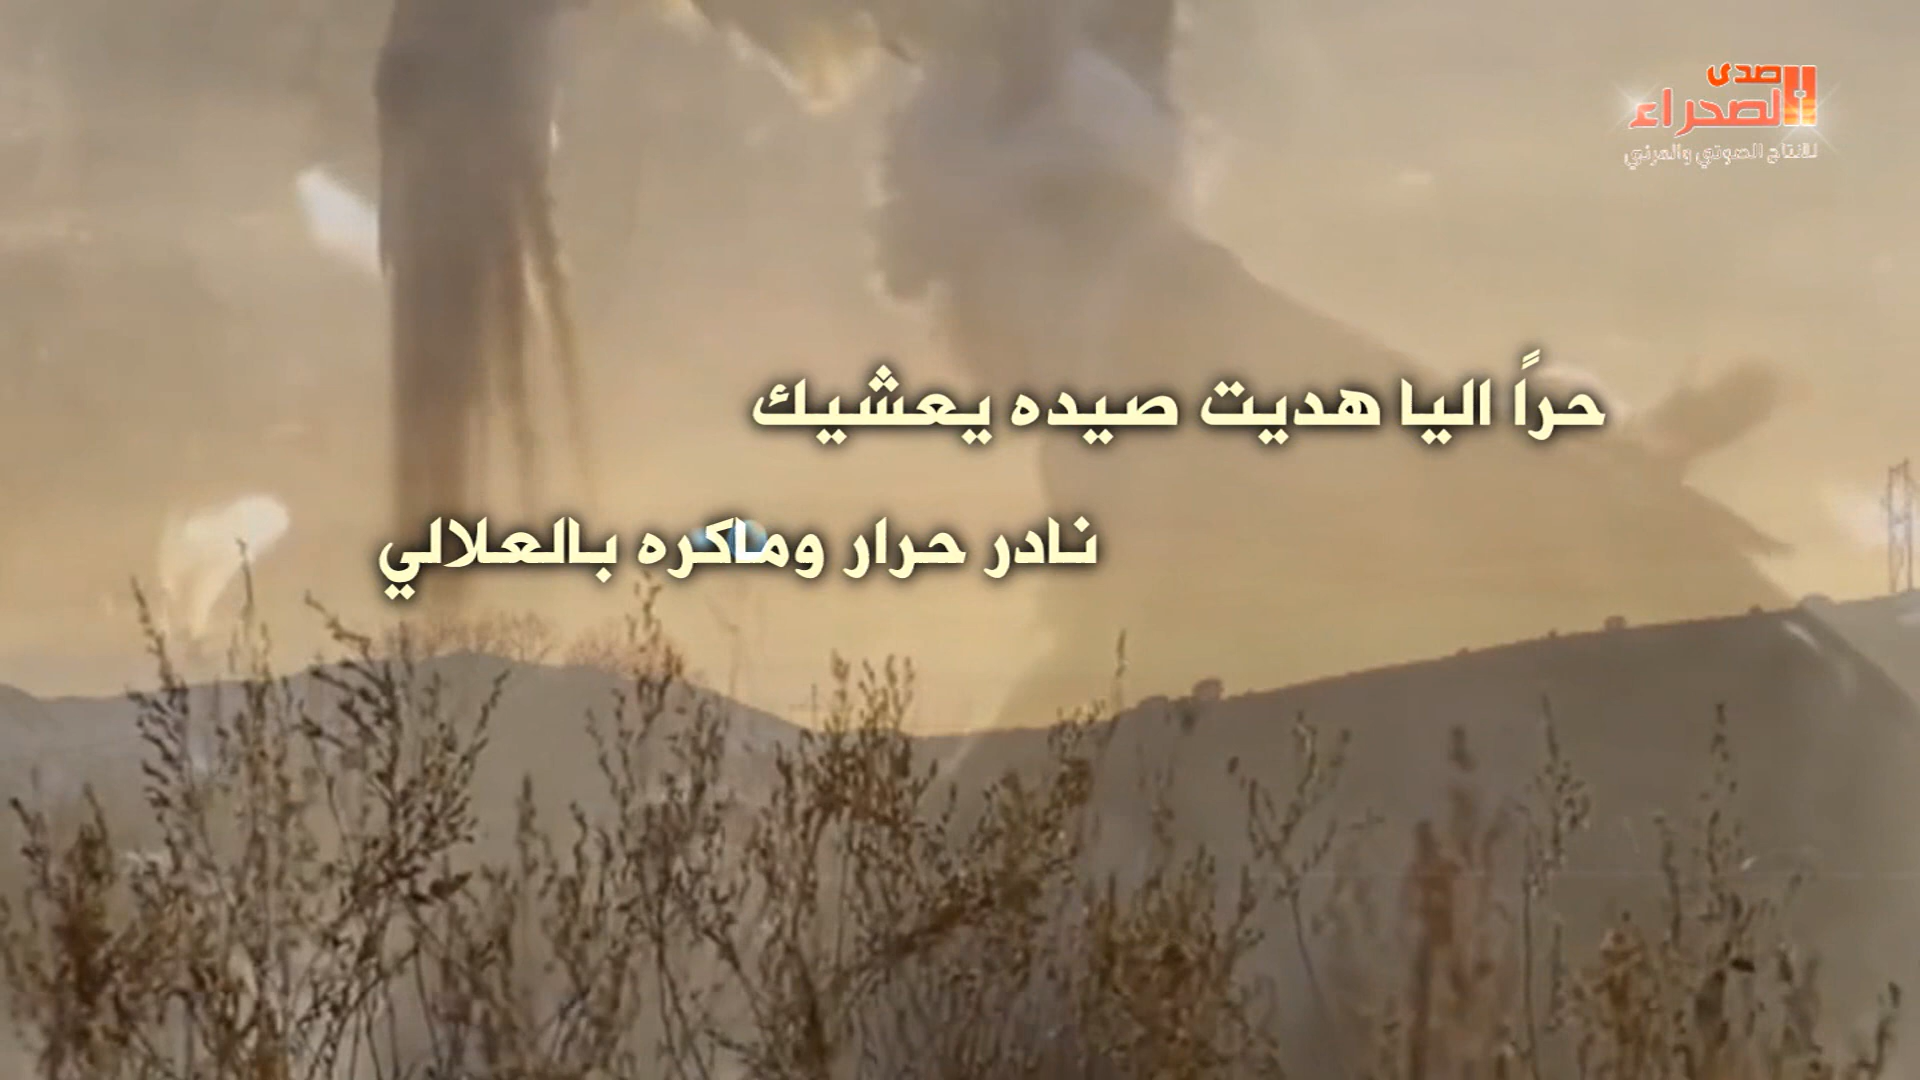 صدى
الصحراء
للانتاج الصوتي والمرئي
حراً اليا هديت صيده يعشيك
نادر حرار وماكره بالعلالي